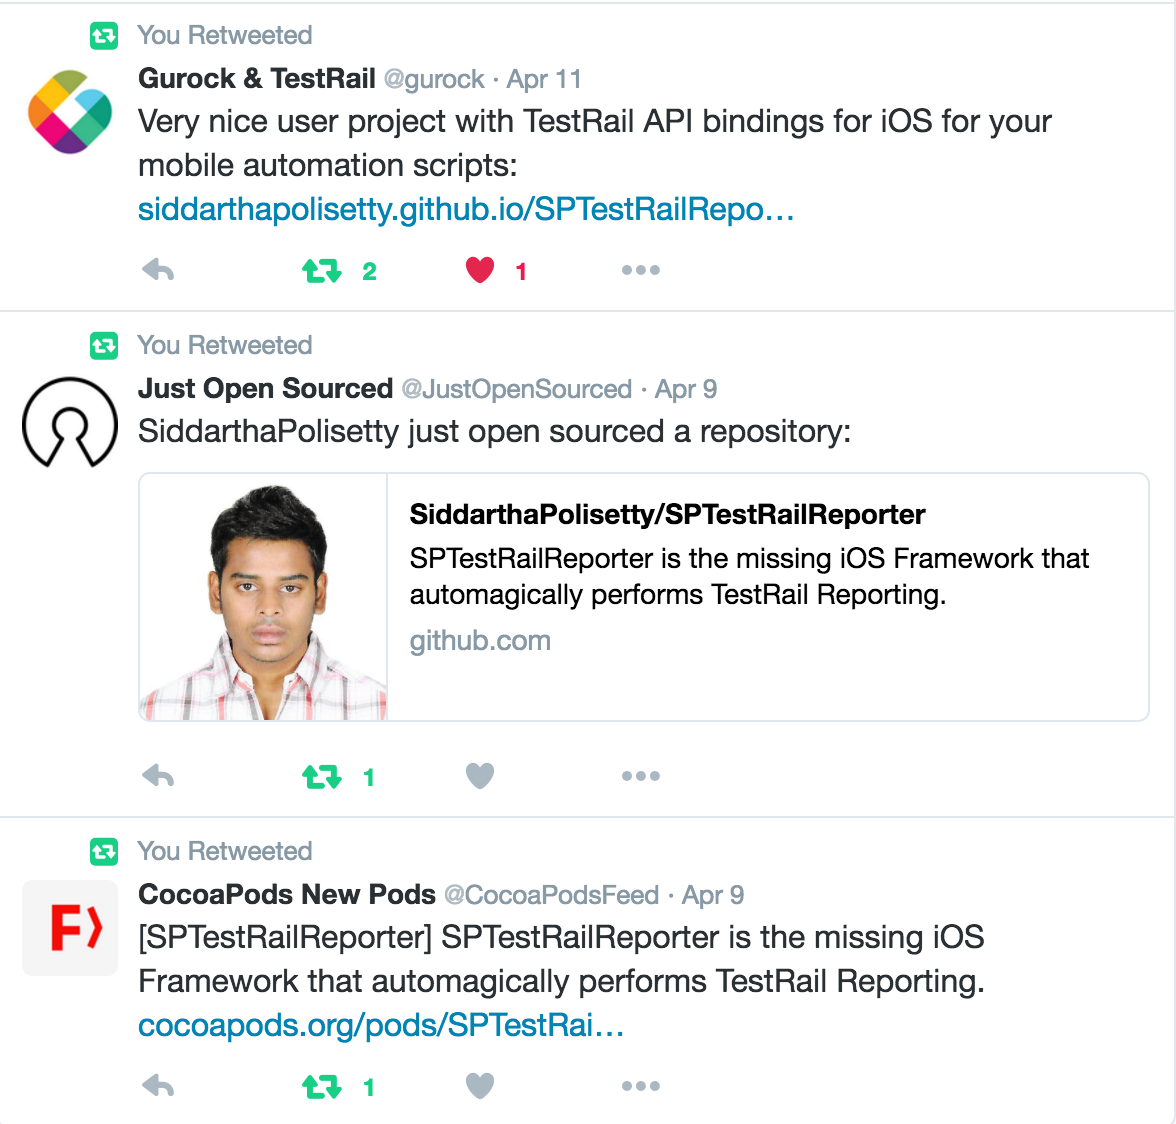 You Retweeted
Gurock & TestRail @gurock · Apr 11
Very nice user project with TestRail API bindings for iOS for your
mobile automation scripts:
siddarthapolisetty.github.io/SPTestRailRepo…
2 1
You Retweeted
Just Open Sourced @JustOpenSourced · Apr 9
SiddarthaPolisetty just open sourced a repository:
SiddarthaPolisetty/SPTestRailReporter
SPTestRailReporter is the missing iOS Framework that
automagically performs TestRail Reporting.
github.com
1
You Retweeted
CocoaPods New Pods @CocoaPodsFeed · Apr 9
F
[SPTestRailReporter] SPTestRailReporter is the missing iOS
Framework that automagically performs TestRail Reporting.
cocoapods.org/pods/SPTestRai…
1